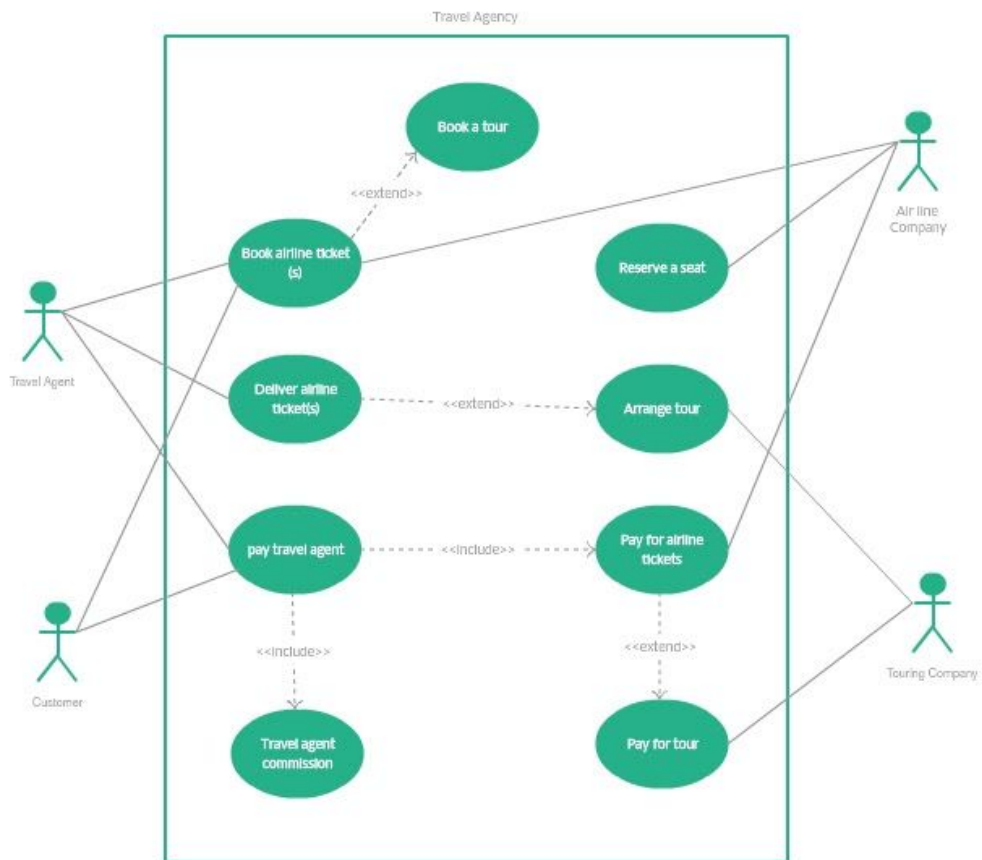 Travel Agency
Book a tour
<<extend>>
Air line
Company
Book airline ticket
(s)
Reserve a seat
Travel Agent
Deliver airline
ticket(s)
<<extend>>
Arrange tour
pay travel agent
<<include>>
Pay for airline
tickets
<<include>>
<<extend>>
Customer
Touring Company
Travel agent
commission
Pay for tour